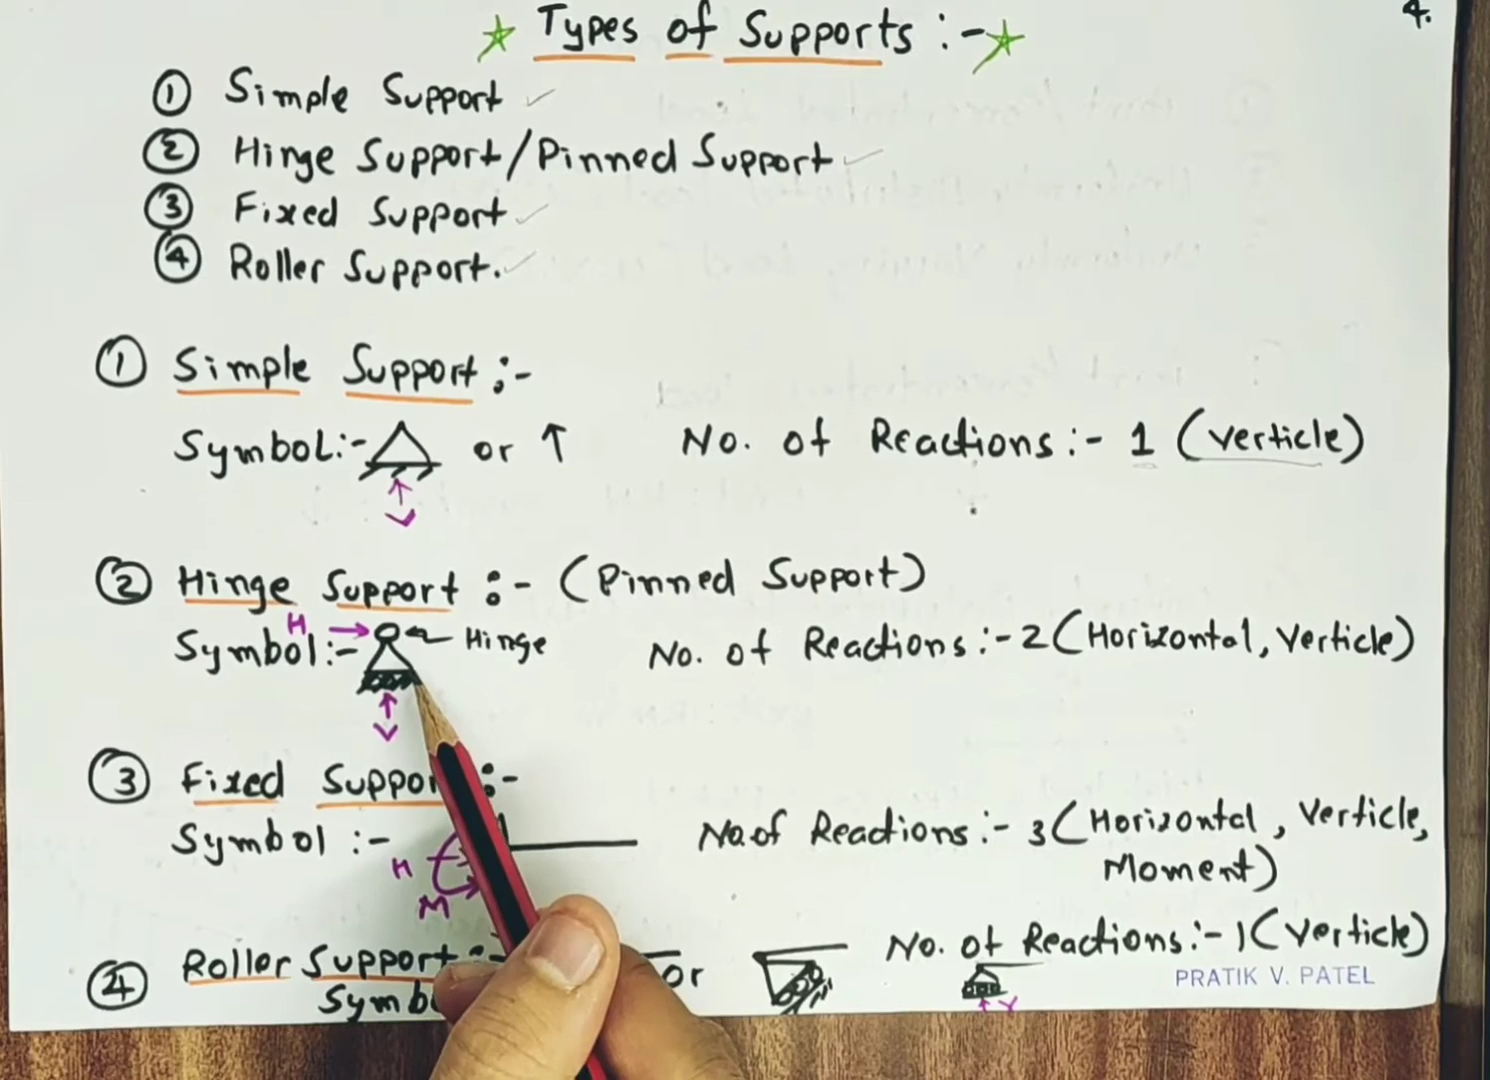 Types of Supports :-
4.
① Simple Support
② Hinge Support/Pinned Support
③ Fixed Support
④ Roller Support.
① Simple Support :-
Symbol:- or ↑ No. of Reactions :- 1 (verticle)
V
② Hinge Support :- (Pinned Support)
H
Symbol:- Hinge No. of Reactions :- 2 (Horizontal, Verticle)
V
③ Fixed Suppor :-
Symbol :- No. of Reactions :- 3 (Horizontal, Verticle,
H Moment)
M
④ Roller Support :- or No. of Reactions :- 1 (Verticle)
Symb
V
PRATIK V. PATEL